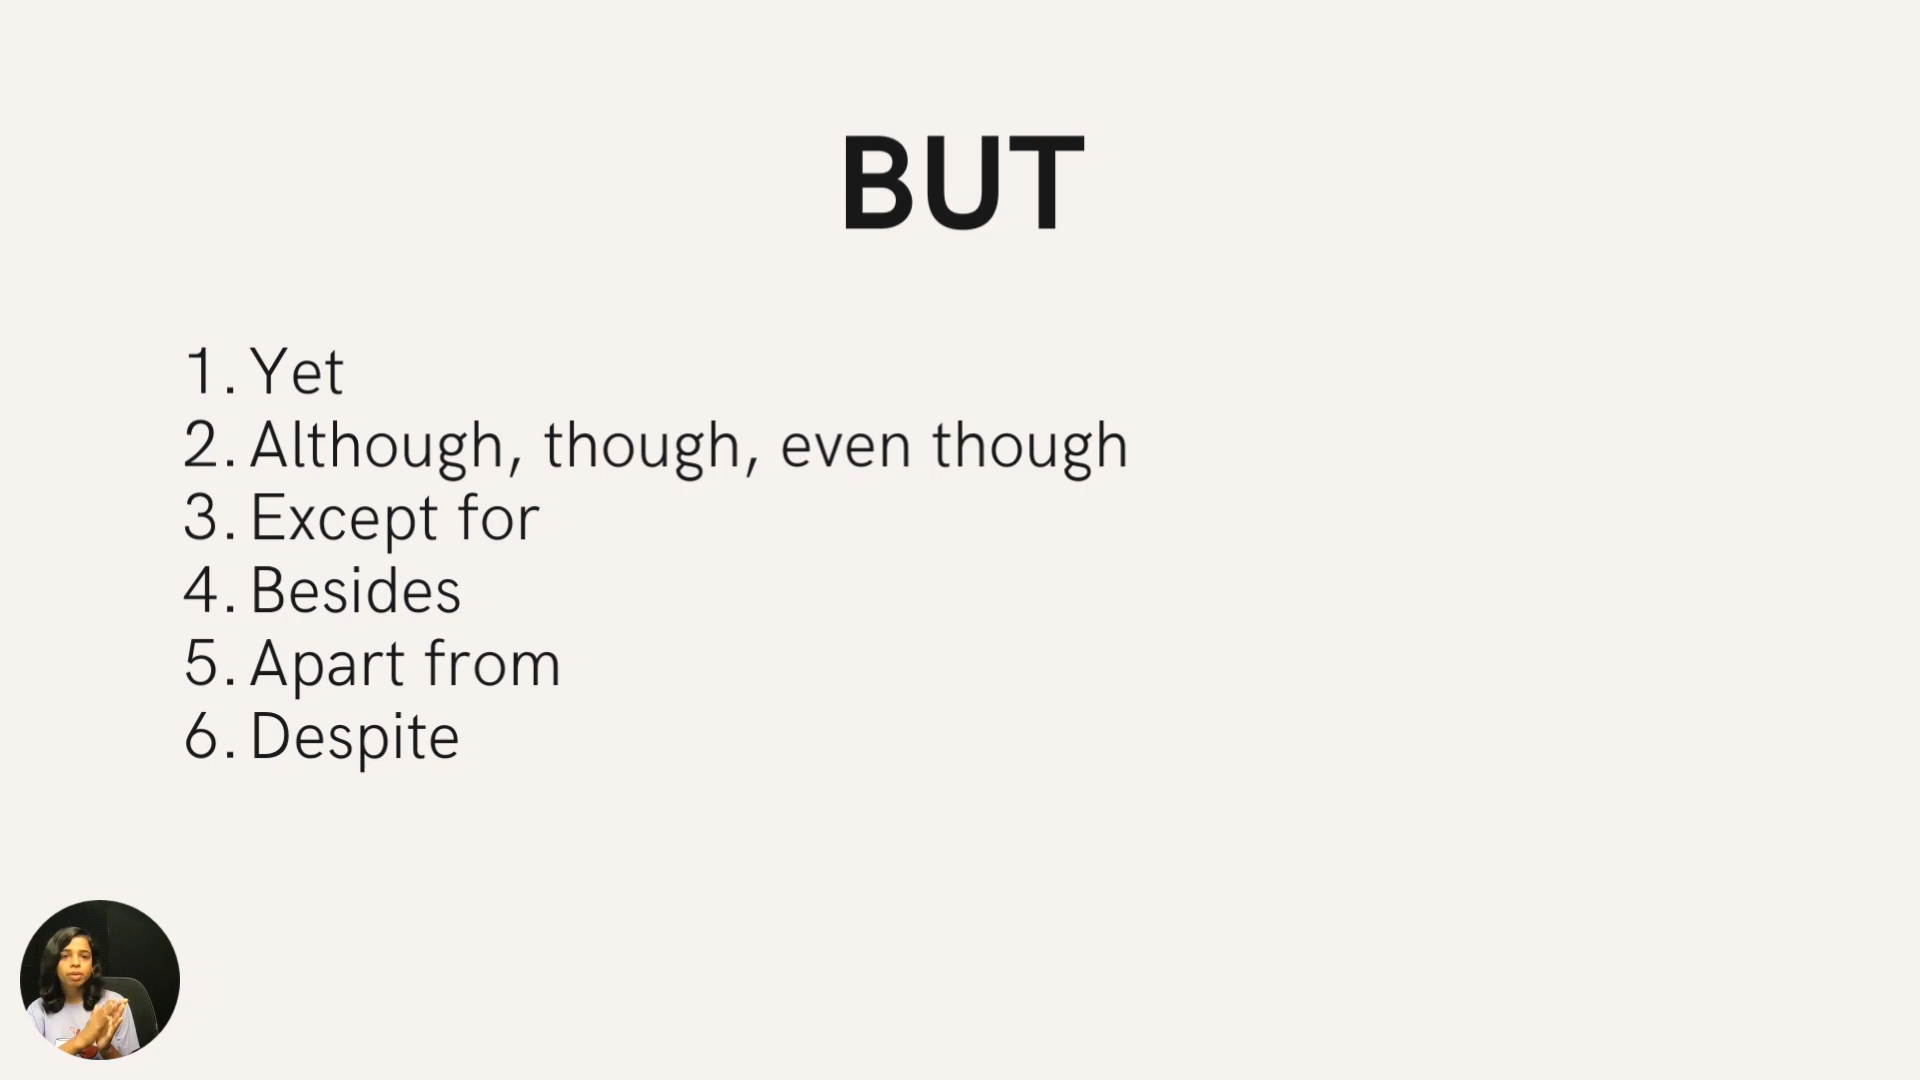 BUT
1. Yet
2. Although, though, even though
3. Except for
4. Besides
5. Apart from
6. Despite